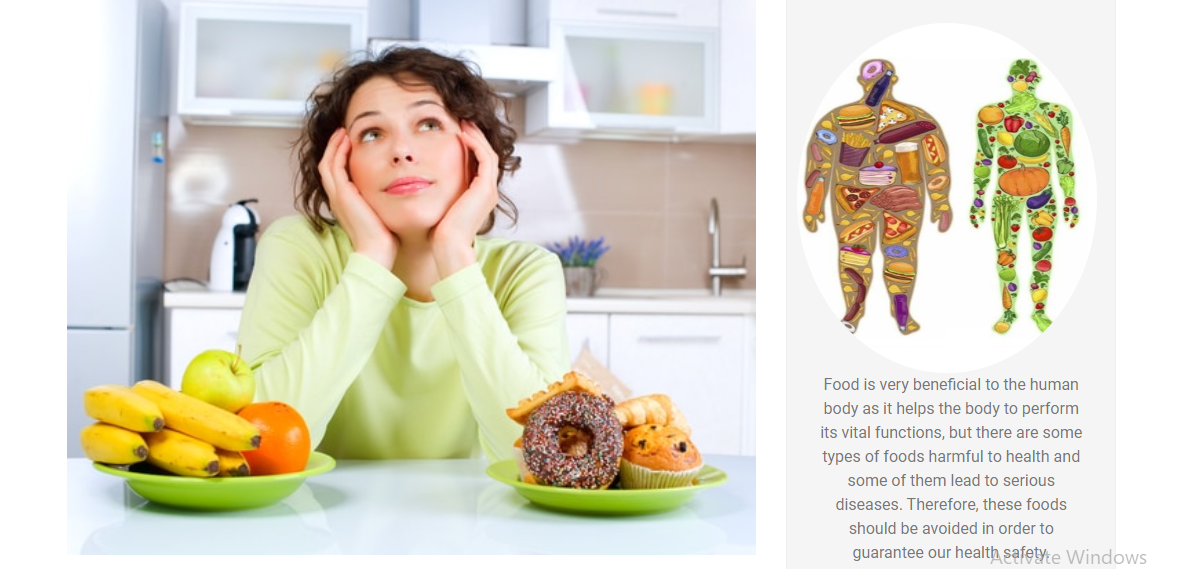 Food is very beneficial to the human
body as it helps the body to perform
its vital functions, but there are some
types of foods harmful to health and
some of them lead to serious
diseases. Therefore, these foods
should be avoided in order to
guarantee our health safety.
Activate Windows